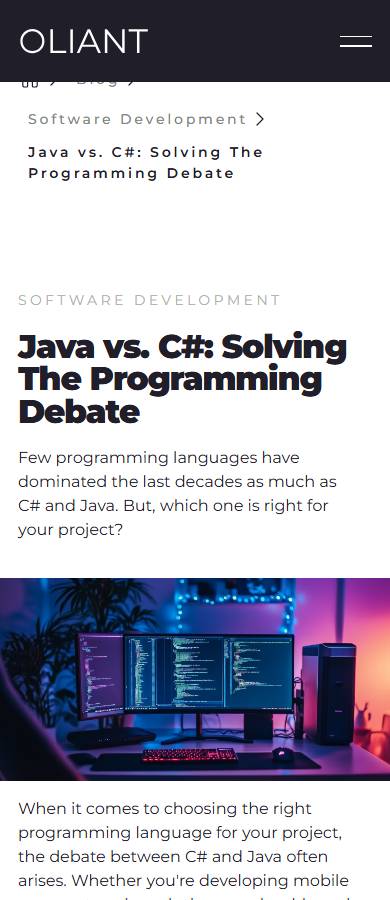 OLIANT
Blog
Software Development
Java vs. C#: Solving The
Programming Debate
SOFTWARE DEVELOPMENT
Java vs. C#: Solving
The Programming
Debate
Few programming languages have
dominated the last decades as much as
C# and Java. But, which one is right for
your project?
When it comes to choosing the right
programming language for your project,
the debate between C# and Java often
arises. Whether you're developing mobile